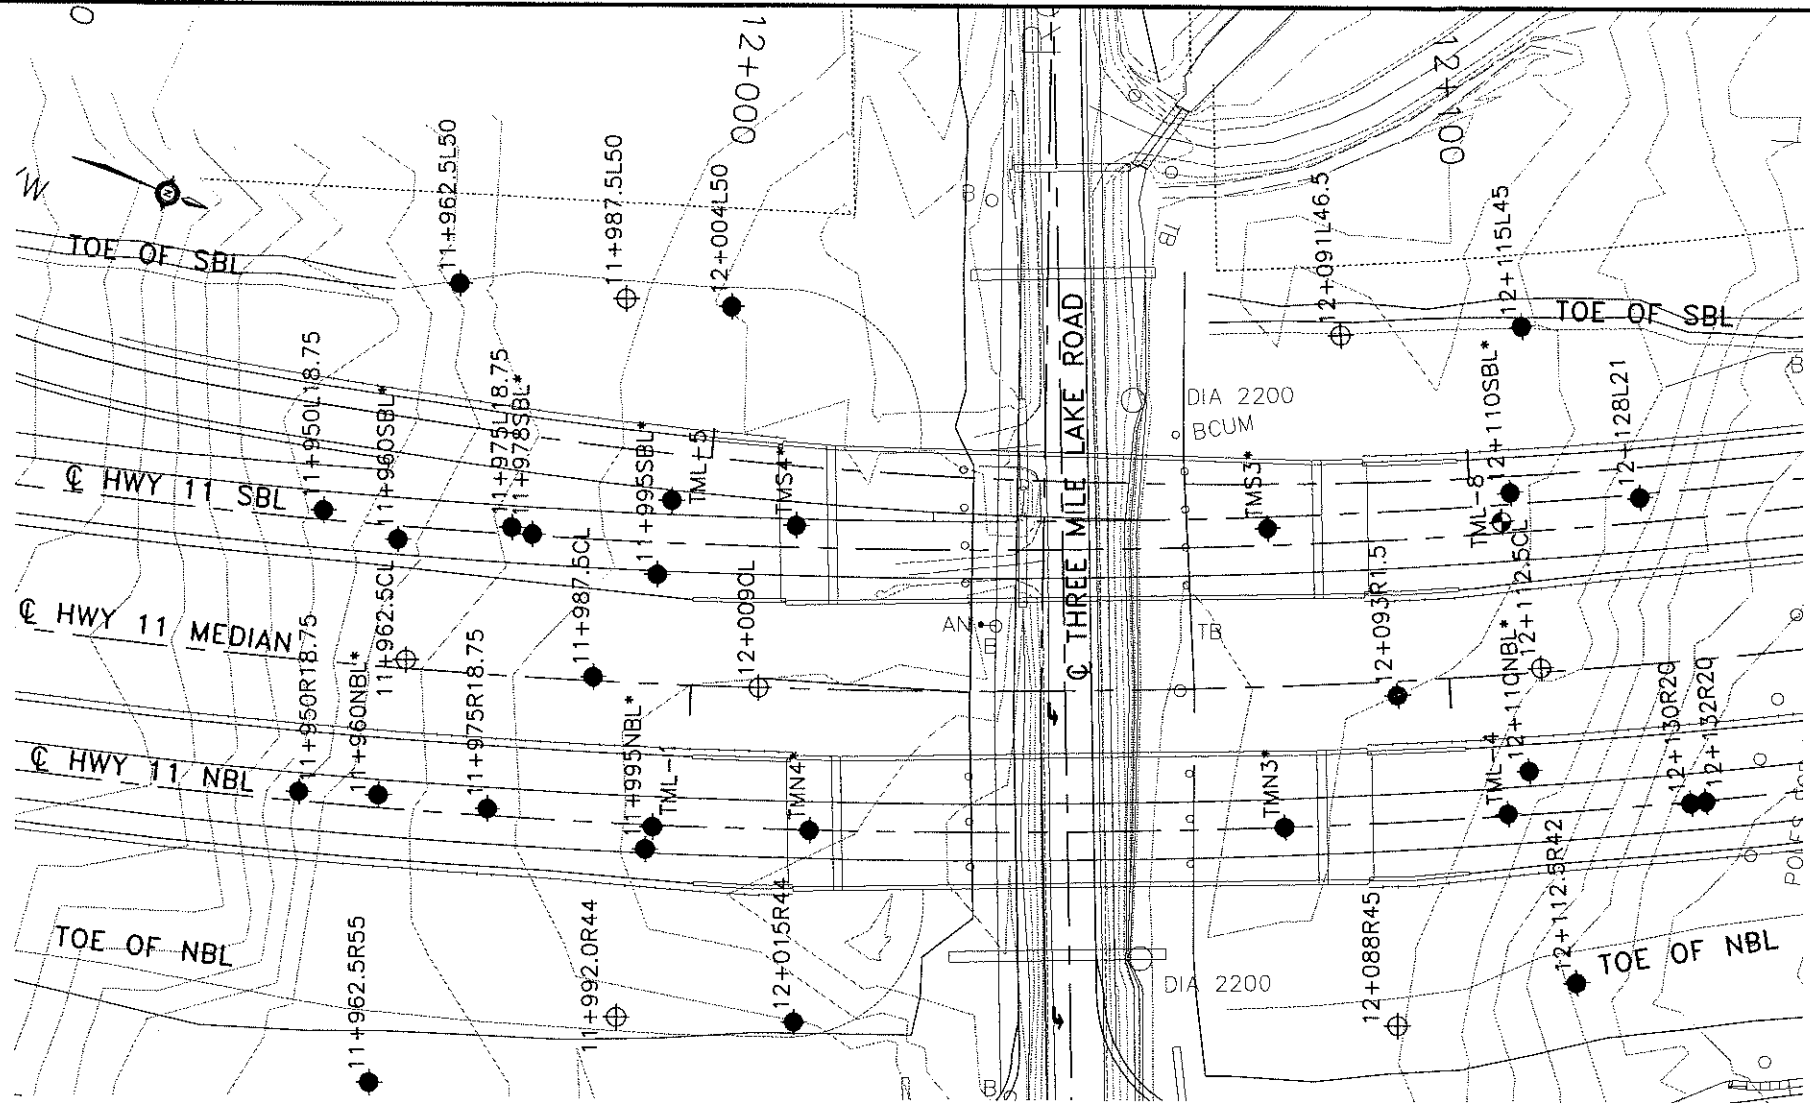 12+000
12+100
W
TOE OF SBL
11+962.5L50
11+987.5L50
12+004L50
B
TB
12+091L46.5
12+115L45
TOE OF SBL
11+950L18.75
11+960SBL*
11+975L18.75
11+978SBL*
11+995SBL*
TML-5
TMS4*
℄ THREE MILE LAKE ROAD
DIA 2200
BCUM
TMS3*
TML-8
12+110SBL*
12+128L21
℄ HWY 11 SBL
℄ HWY 11 MEDIAN
11+962.5CL
11+987.5CL
12+009CL
AN
E
TB
12+093R1.5
12+112.5CL
11+950R18.75
11+960NBL*
11+975R18.75
11+995NBL*
TML-1
TMN4*
TMN3*
TML-4
12+110NBL*
12+130R20
12+132R20
℄ HWY 11 NBL
TOE OF NBL
11+962.5R55
11+992.0R44
12+015R44
DIA 2200
12+088R45
12+112.5R42
TOE OF NBL
B